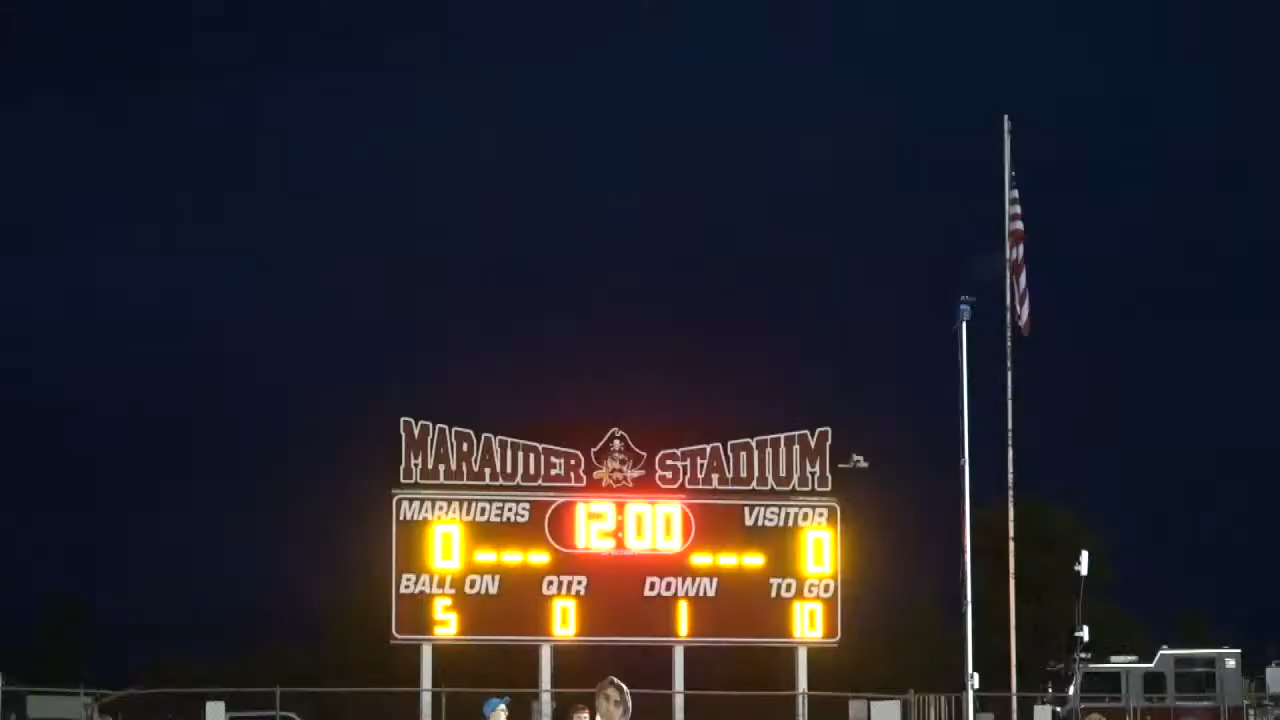 MARAUDER STADIUM
MARAUDERS 12:00 VISITOR
0 0
BALL ON QTR DOWN TO GO
5 0 1 10